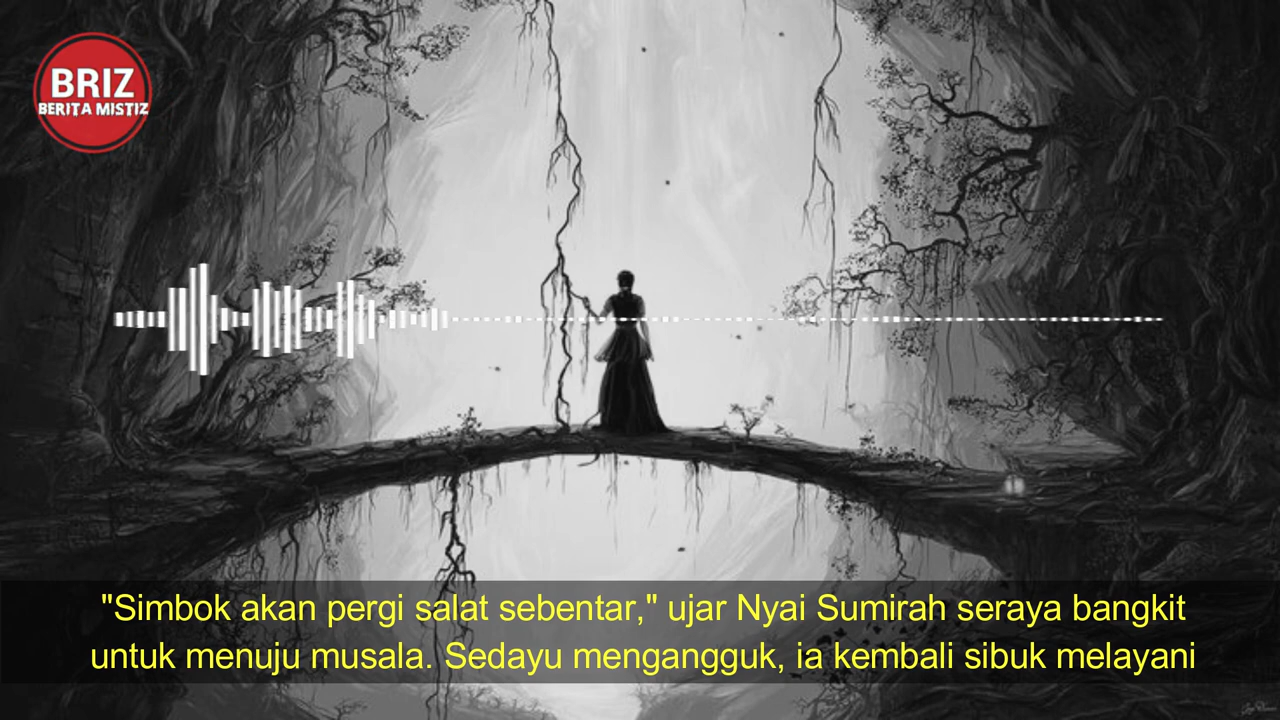 BRIZ
BERITA MISTIZ
"Simbok akan pergi salat sebentar," ujar Nyai Sumirah seraya bangkit
untuk menuju musala. Sedayu mengangguk, ia kembali sibuk melayani